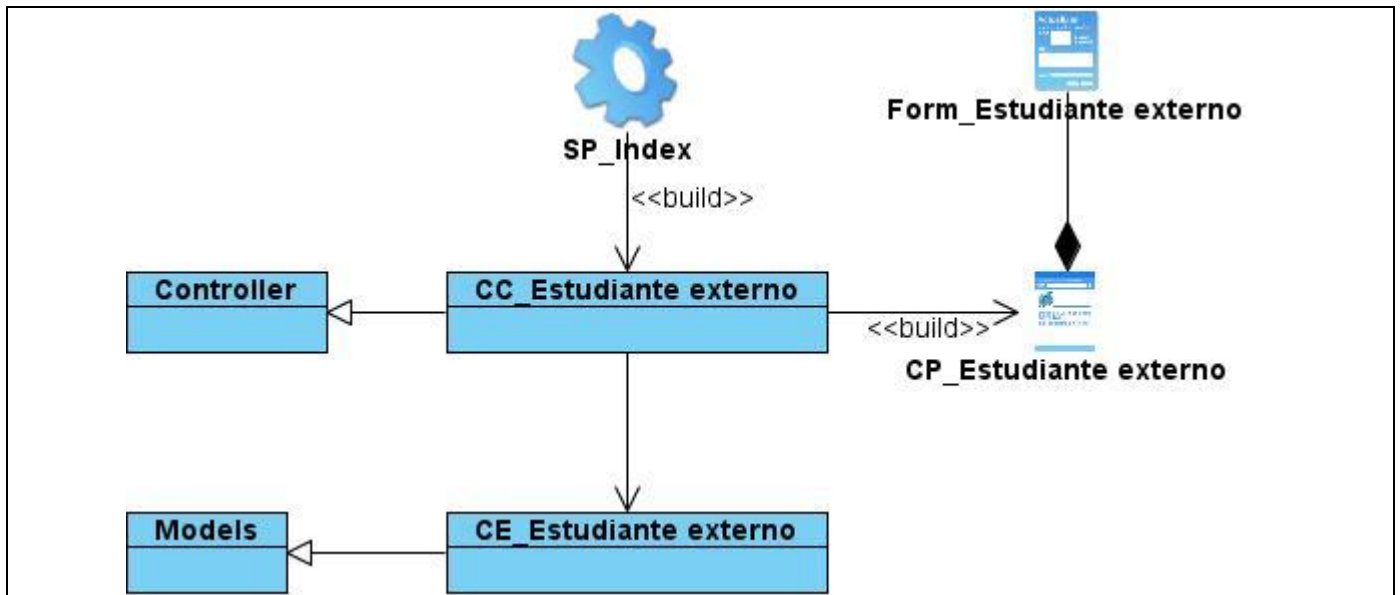 Form_Estudiante externo
SP_Index
<<build>>
Controller
CC_Estudiante externo
<<build>>
CP_Estudiante externo
Models
CE_Estudiante externo